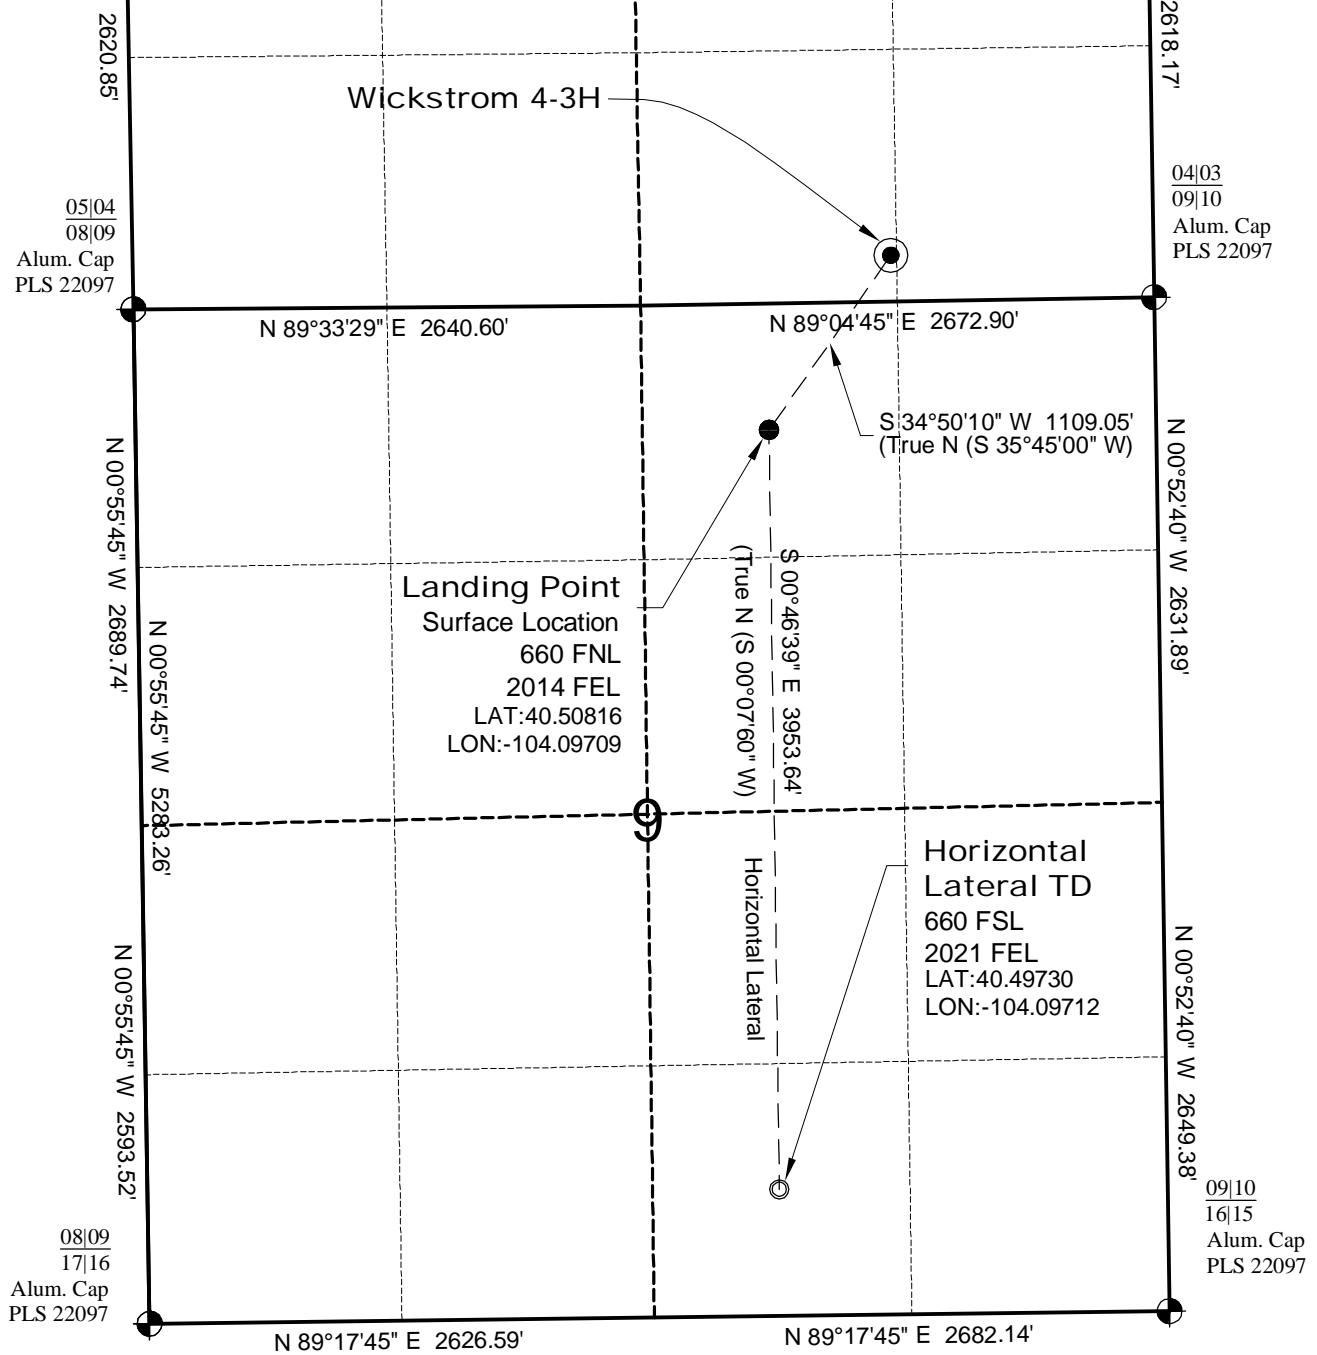 2620.85'
2618.17'
Wickstrom 4-3H
05|04
08|09
Alum. Cap
PLS 22097
04|03
09|10
Alum. Cap
PLS 22097
N 89°33'29" E 2640.60'
N 89°04'45" E 2672.90'
S 34°50'10" W 1109.05'
(True N (S 35°45'00" W)
N 00°55'45" W 2689.74'
N 00°55'45" W 5283.26'
N 00°52'40" W 2631.89'
Landing Point
Surface Location
660 FNL
2014 FEL
LAT:40.50816
LON:-104.09709
S 00°46'39" E 3953.64'
(True N (S 00°07'60" W)
9
Horizontal Lateral
Horizontal
Lateral TD
660 FSL
2021 FEL
LAT:40.49730
LON:-104.09712
N 00°55'45" W 2593.52'
N 00°52'40" W 2649.38'
08|09
17|16
Alum. Cap
PLS 22097
09|10
16|15
Alum. Cap
PLS 22097
N 89°17'45" E 2626.59'
N 89°17'45" E 2682.14'